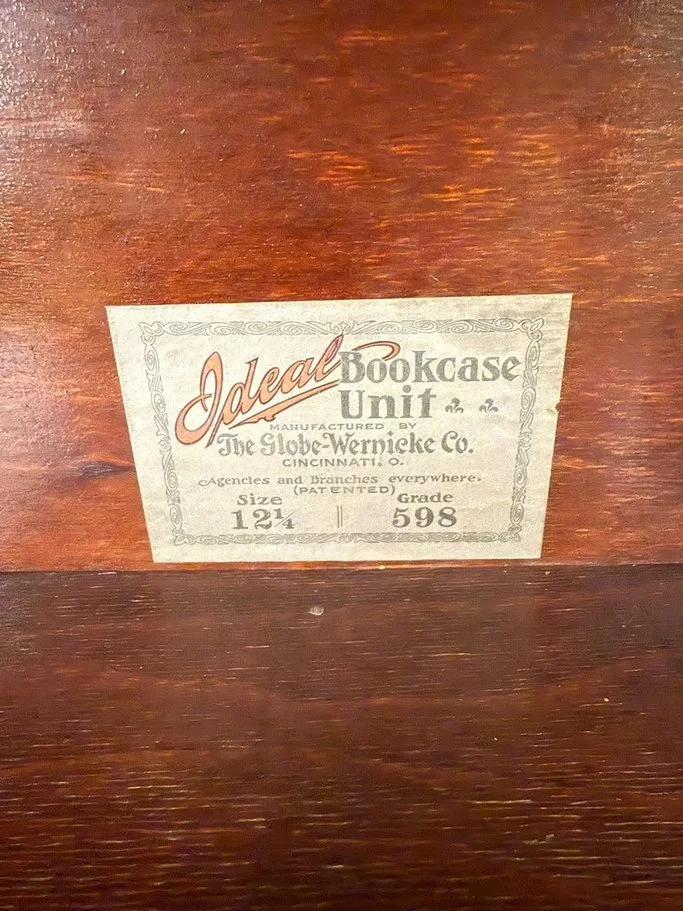 Ideal Bookcase
Unit
MANUFACTURED BY
The Globe-Wernicke Co.
CINCINNATI, O.
Agencies and Branches everywhere.
(PATENTED)
Size Grade
12¼ || 598